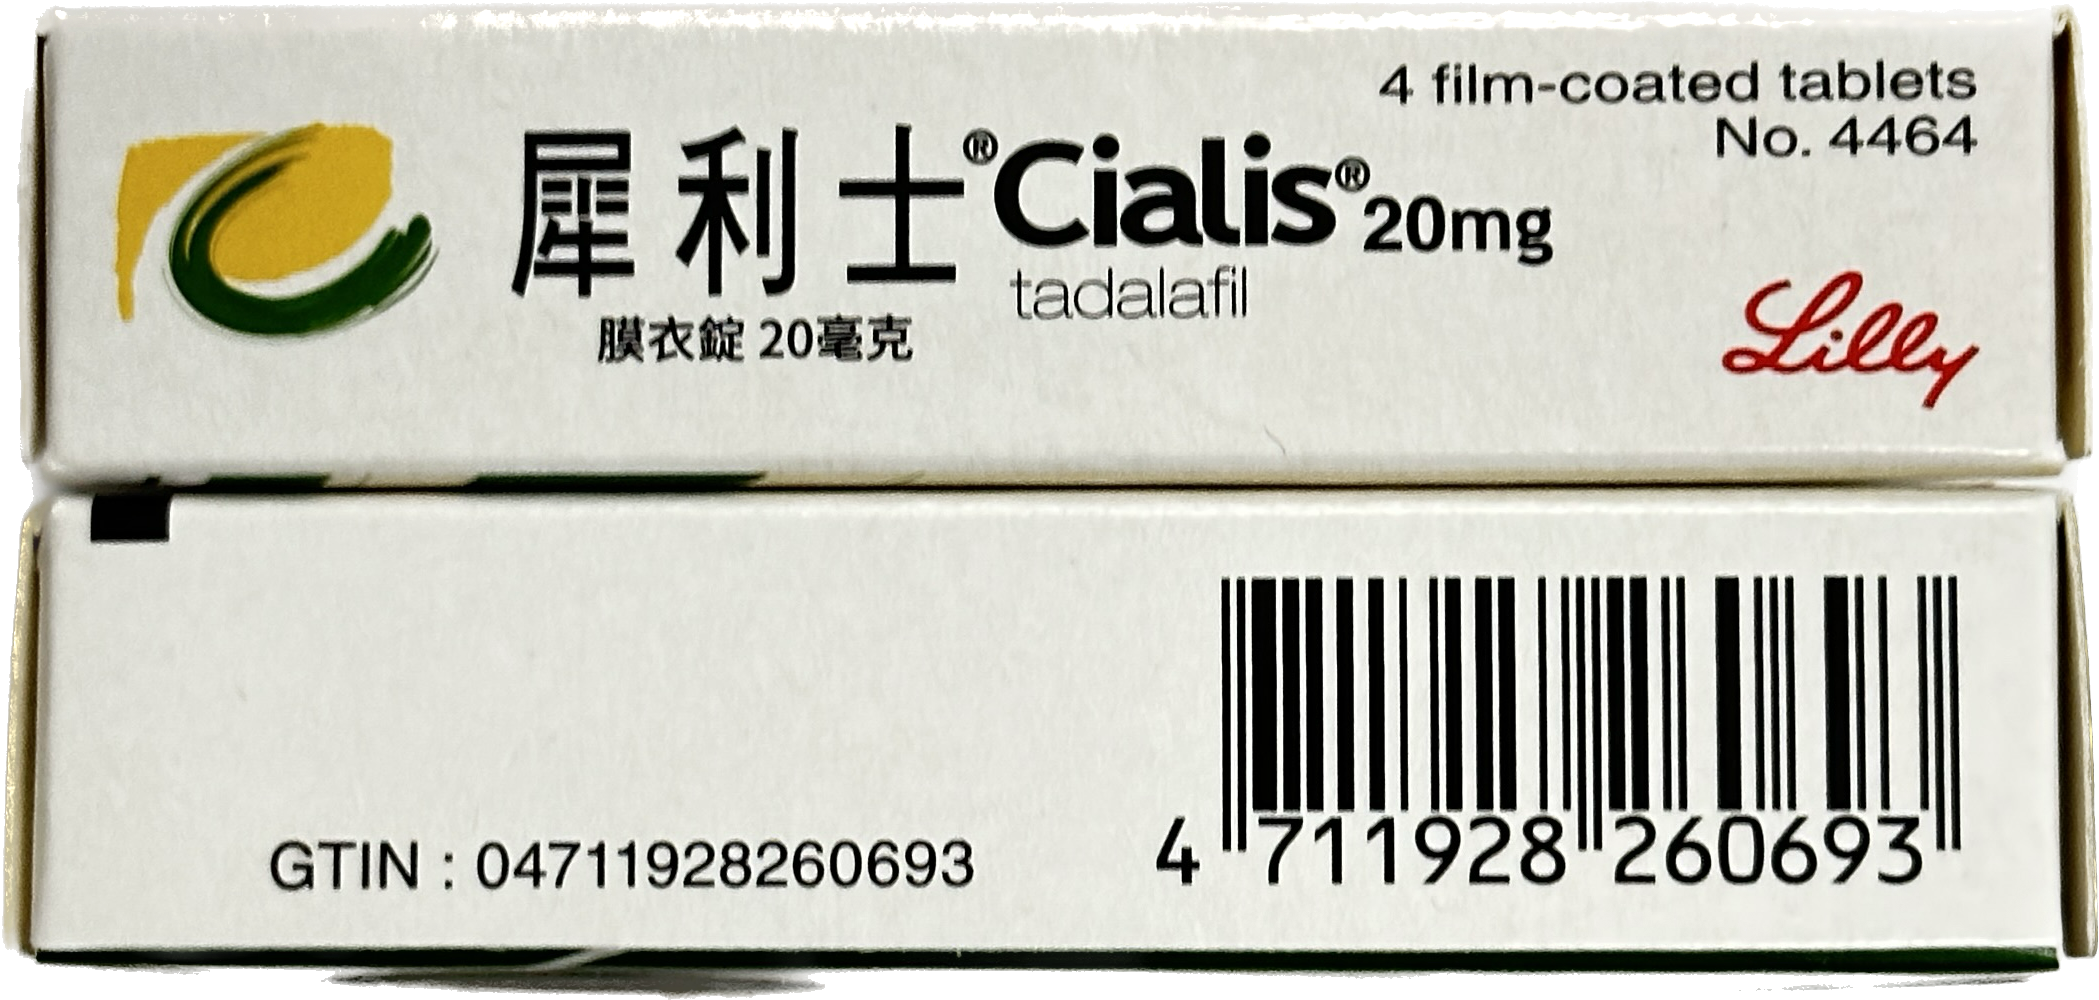 4 film-coated tablets
No. 4464
犀利士®Cialis®20mg
tadalafil
膜衣錠 20毫克
Lilly
GTIN : 04711928260693
4 711928 260693